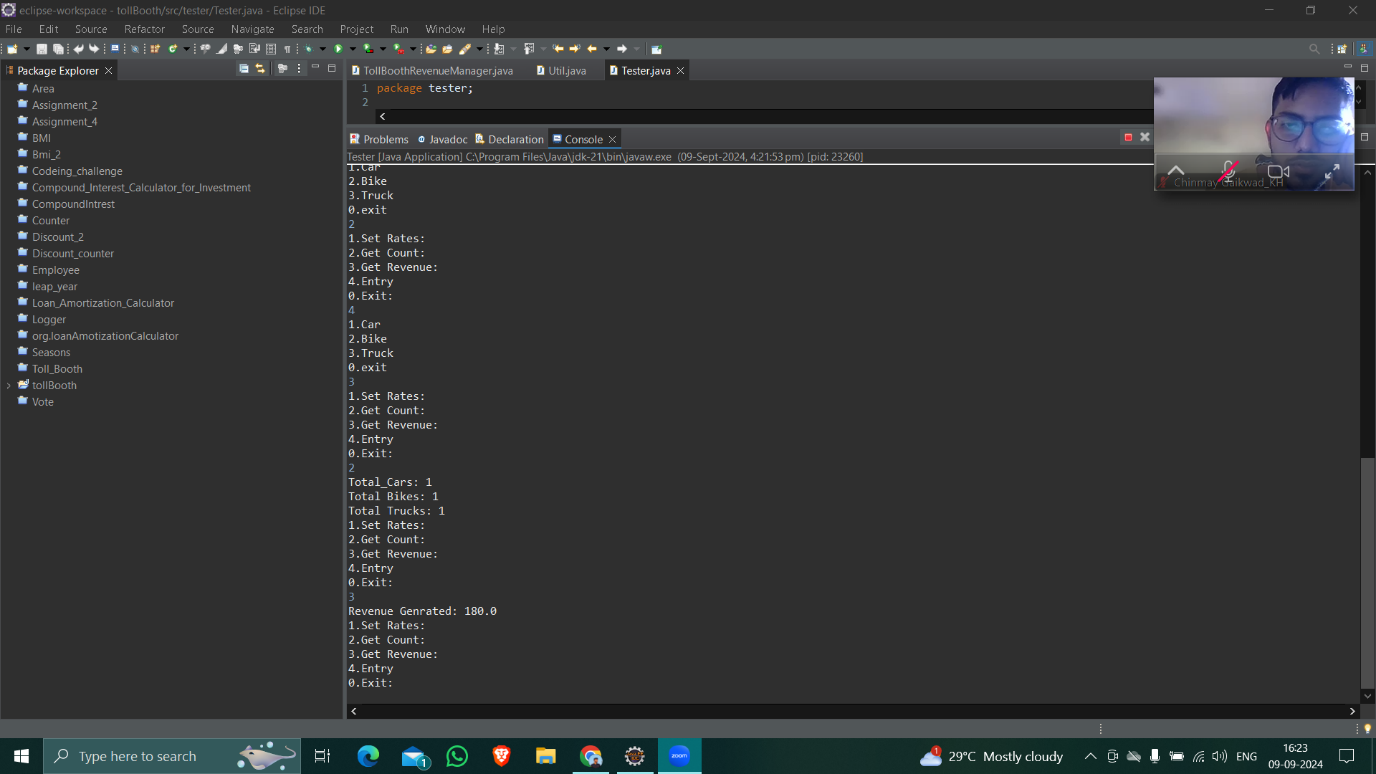 eclipse-workspace - tollBooth/src/tester/Tester.java - Eclipse IDE
File Edit Source Refactor Source Navigate Search Project Run Window Help
Package Explorer
Area
Assignment_2
Assignment_4
BMI
Bmi_2
Codeing_challenge
Compound_Interest_Calculator_for_Investment
CompoundIntrest
Counter
Discount_2
Discount_counter
Employee
leap_year
Loan_Amortization_Calculator
Logger
org.loanAmotizationCalculator
Seasons
Toll_Booth
tollBooth
Vote
TollBoothRevenueManager.java Util.java Tester.java
1 package tester;
2
Problems Javadoc Declaration Console
Tester [Java Application] C:\Program Files\Java\jdk-21\bin\javaw.exe (09-Sept-2024, 4:21:53 pm) [pid: 23260]
1.Car
2.Bike
3.Truck
0.exit
2
1.Set Rates:
2.Get Count:
3.Get Revenue:
4.Entry
0.Exit:
4
1.Car
2.Bike
3.Truck
0.exit
3
1.Set Rates:
2.Get Count:
3.Get Revenue:
4.Entry
0.Exit:
2
Total_Cars: 1
Total Bikes: 1
Total Trucks: 1
1.Set Rates:
2.Get Count:
3.Get Revenue:
4.Entry
0.Exit:
3
Revenue Genrated: 180.0
1.Set Rates:
2.Get Count:
3.Get Revenue:
4.Entry
0.Exit:
Chinmay Gaikwad_KH
Type here to search
1
zoom
1
29°C Mostly cloudy
ENG
16:23
09-09-2024